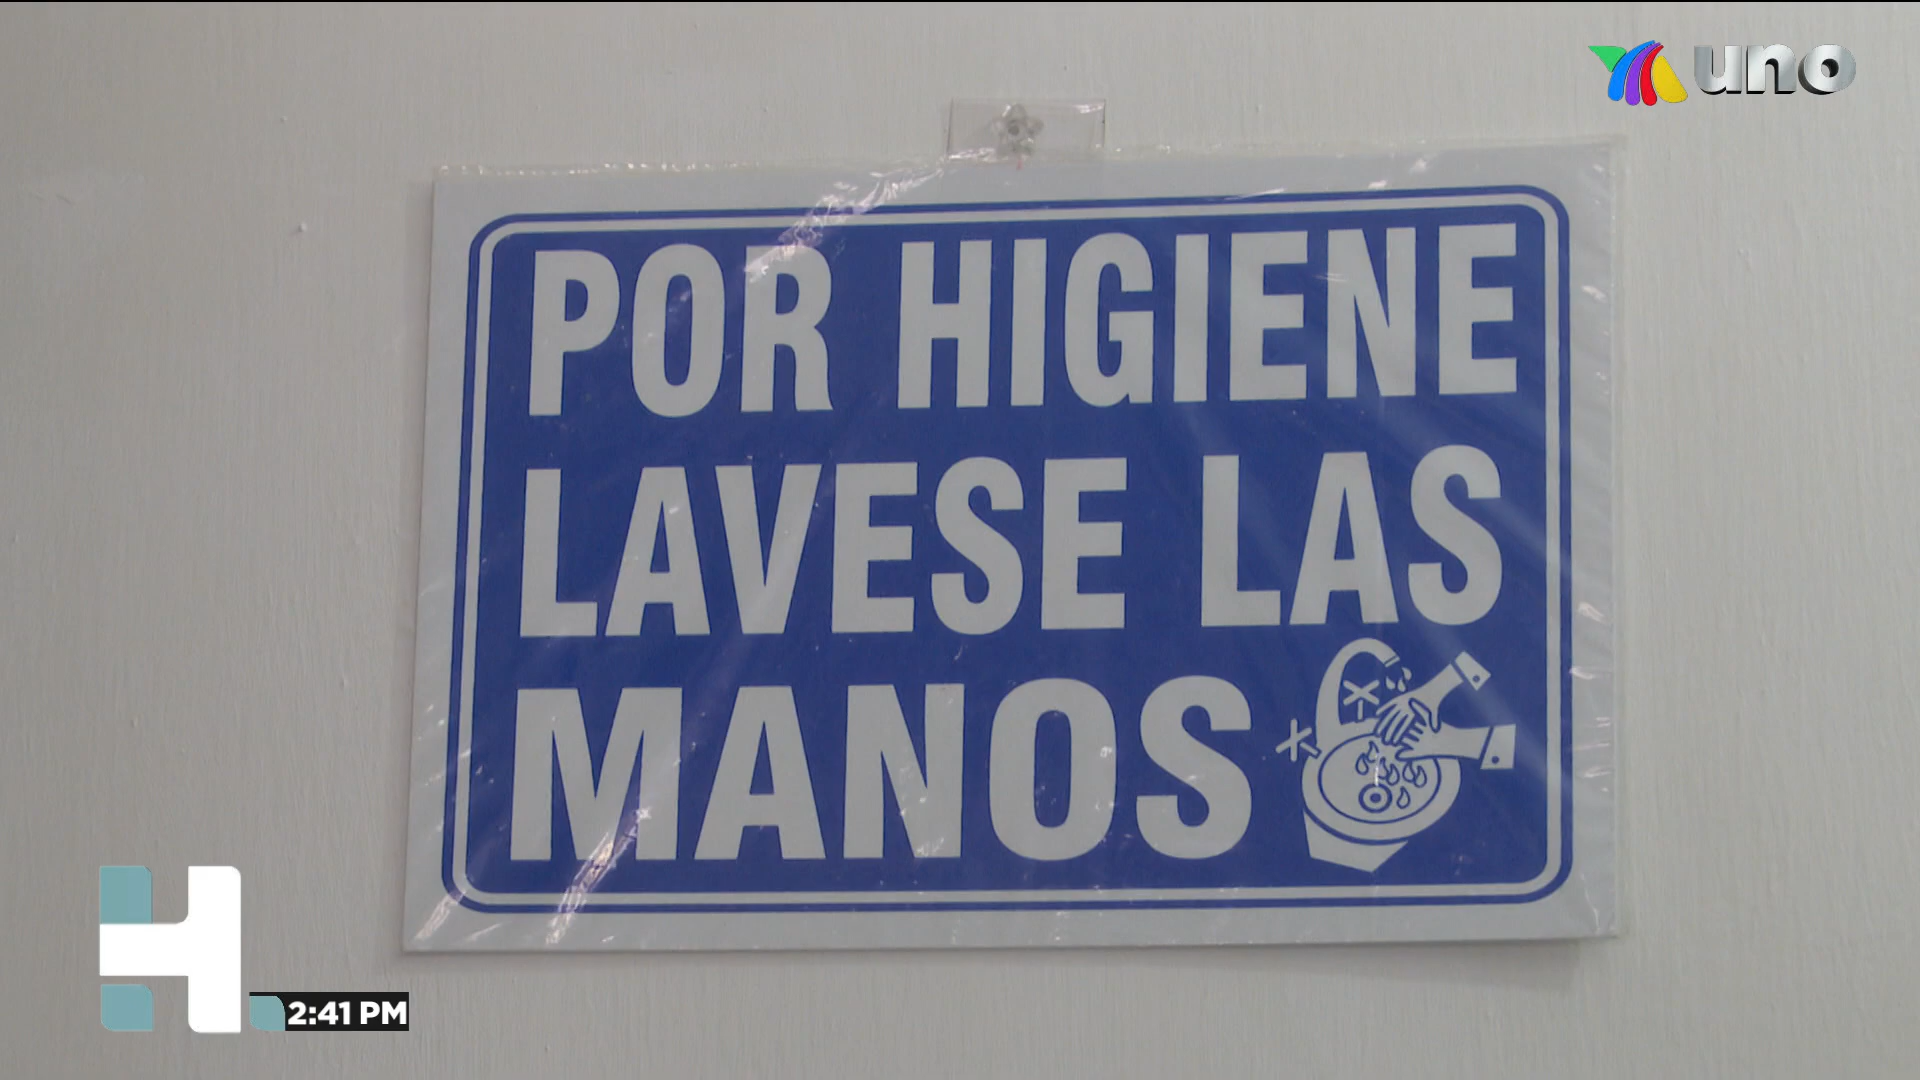 uno
POR HIGIENE
LAVESE LAS
MANOS
H
2:41 PM